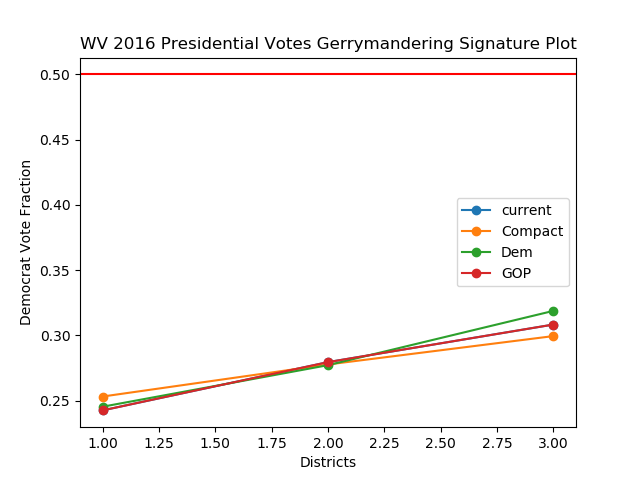 WV 2016 Presidential Votes Gerrymandering Signature Plot
0.50
0.45
0.40
0.35
0.30
0.25
Democrat Vote Fraction
current
Compact
Dem
GOP
1.00 1.25 1.50 1.75 2.00 2.25 2.50 2.75 3.00
Districts